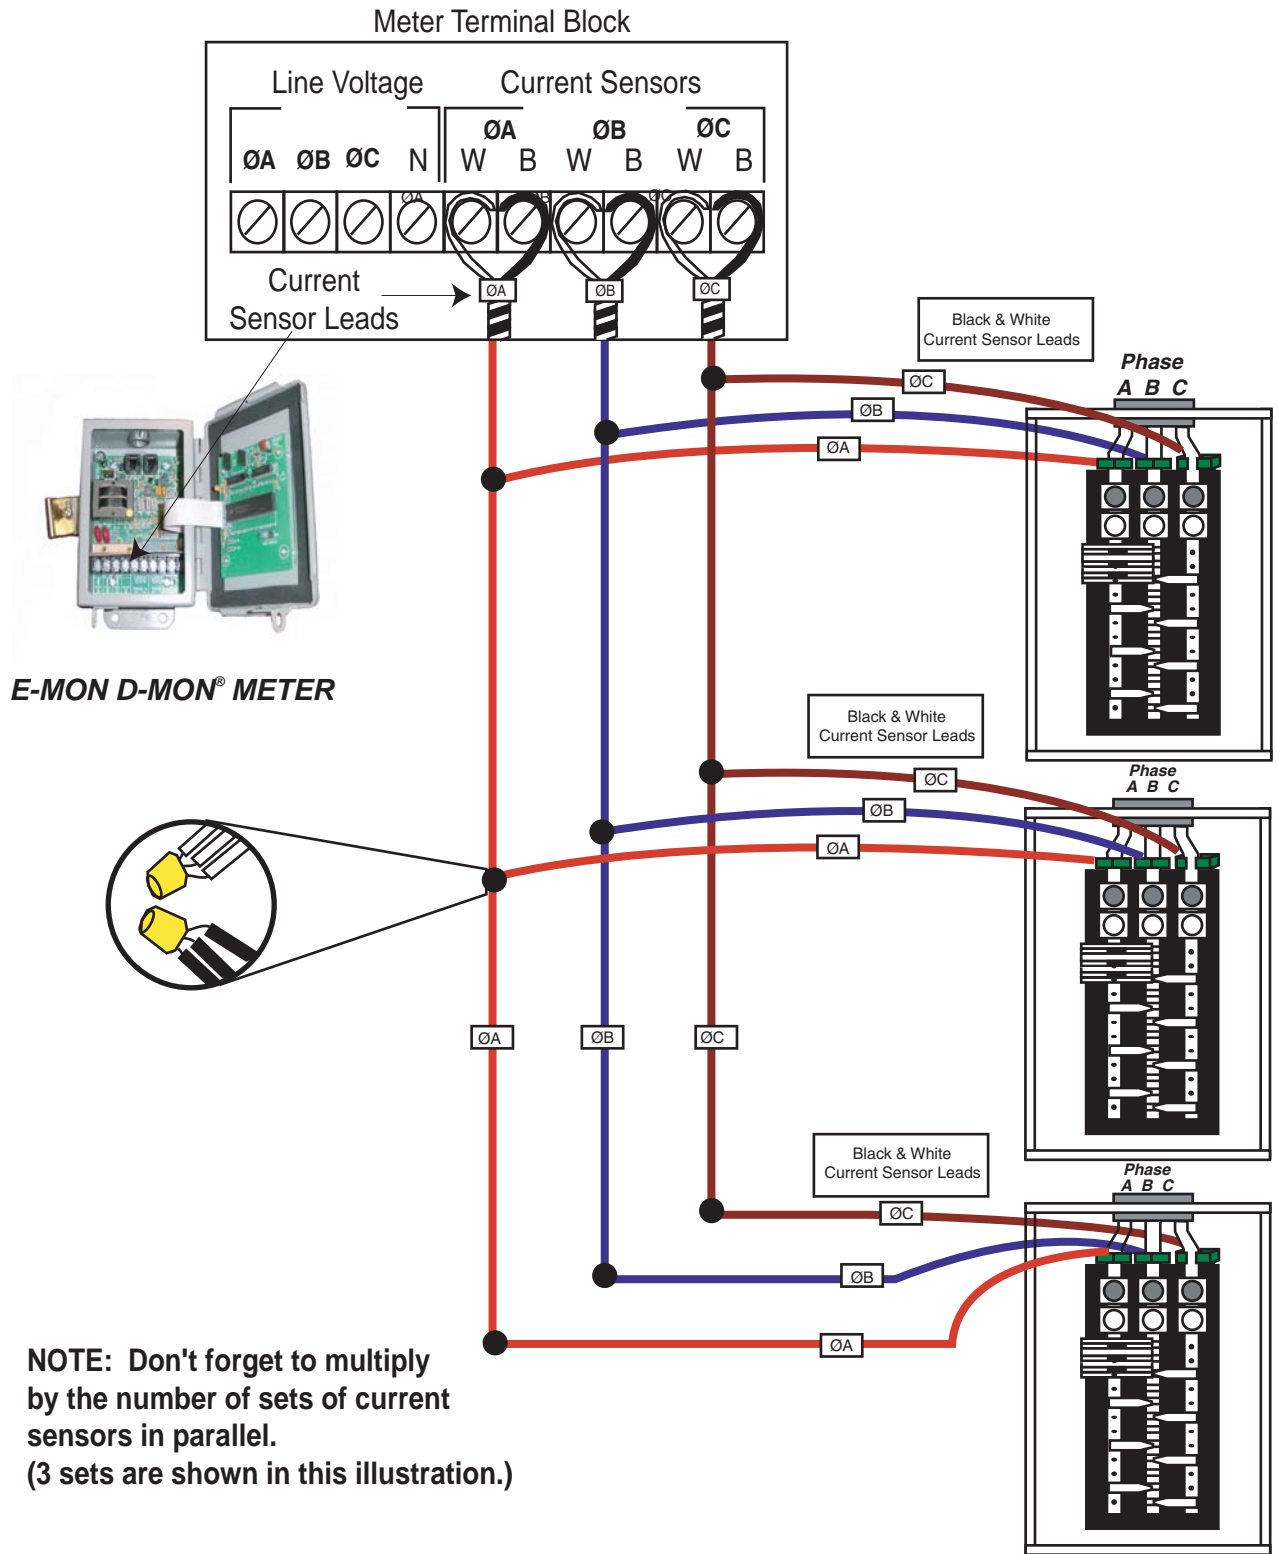 Meter Terminal Block
Line Voltage
Current Sensors
ØA ØB ØC
ØA ØB ØC N W B W B W B
ØA ØB ØC
Current
Sensor Leads
ØA ØB ØC
Black & White
Current Sensor Leads
Phase
A B C
ØC
ØB
ØA
E-MON D-MON® METER
Black & White
Current Sensor Leads
Phase
A B C
ØC
ØB
ØA
ØA ØB ØC
Black & White
Current Sensor Leads
Phase
A B C
ØC
ØB
ØA
NOTE: Don't forget to multiply
by the number of sets of current
sensors in parallel.
(3 sets are shown in this illustration.)